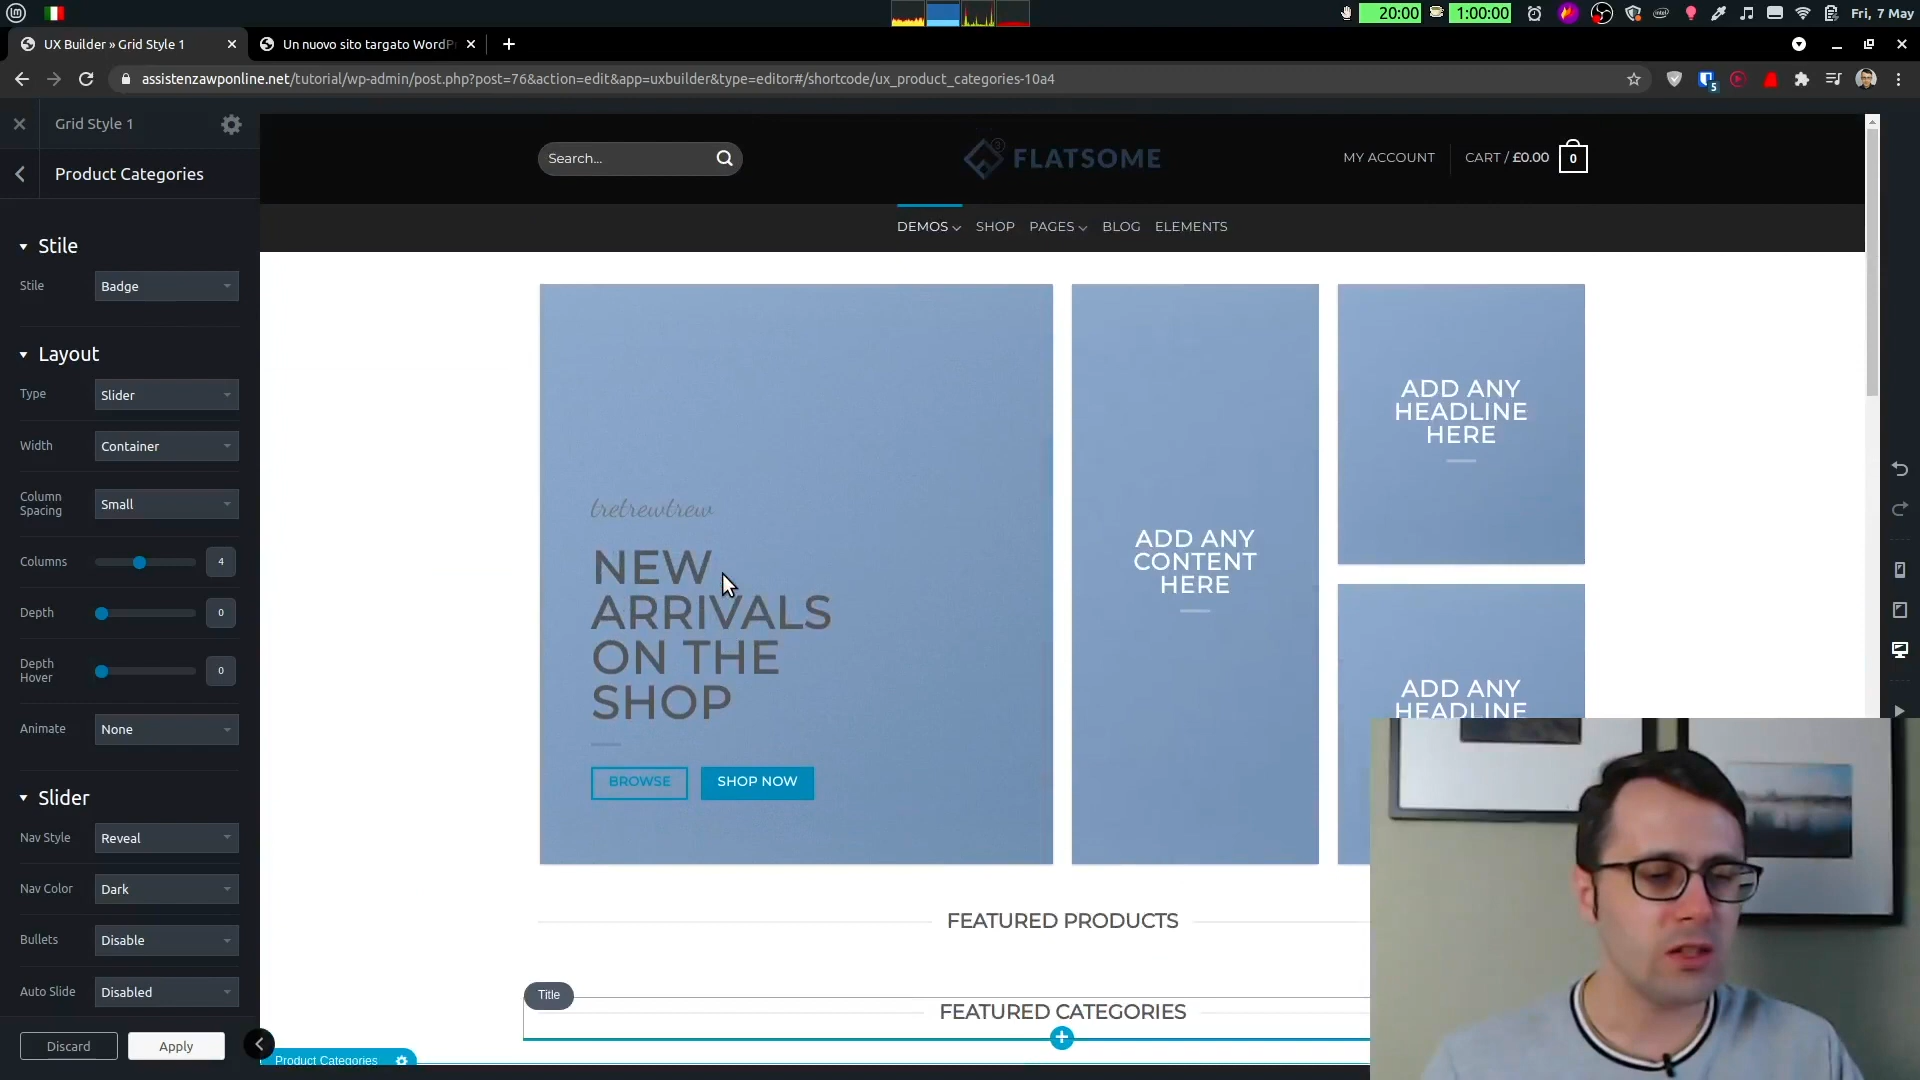 20:00
1:00:00
Fri, 7 May
UX Builder » Grid Style 1
Un nuovo sito targato WordPr
assistenzawponline.net/tutorial/wp-admin/post.php?post=76&action=edit&app=uxbuilder&type=editor#/shortcode/ux_product_categories-10a4
5
Grid Style 1
Product Categories
Stile
Stile
Badge
Layout
Type
Slider
Width
Container
Column
Spacing
Small
Columns
4
Depth
0
Depth
Hover
0
Animate
None
Slider
Nav Style
Reveal
Nav Color
Dark
Bullets
Disable
Auto Slide
Disabled
Discard
Apply
Search...
3
FLATSOME
MY ACCOUNT
CART / £0.00
0
DEMOS
SHOP
PAGES
BLOG
ELEMENTS
tretrewtrew
NEW
ARRIVALS
ON THE
SHOP
BROWSE
SHOP NOW
ADD ANY
CONTENT
HERE
ADD ANY
HEADLINE
HERE
ADD ANY
HEADLINE
FEATURED PRODUCTS
Title
FEATURED CATEGORIES
Product Categories